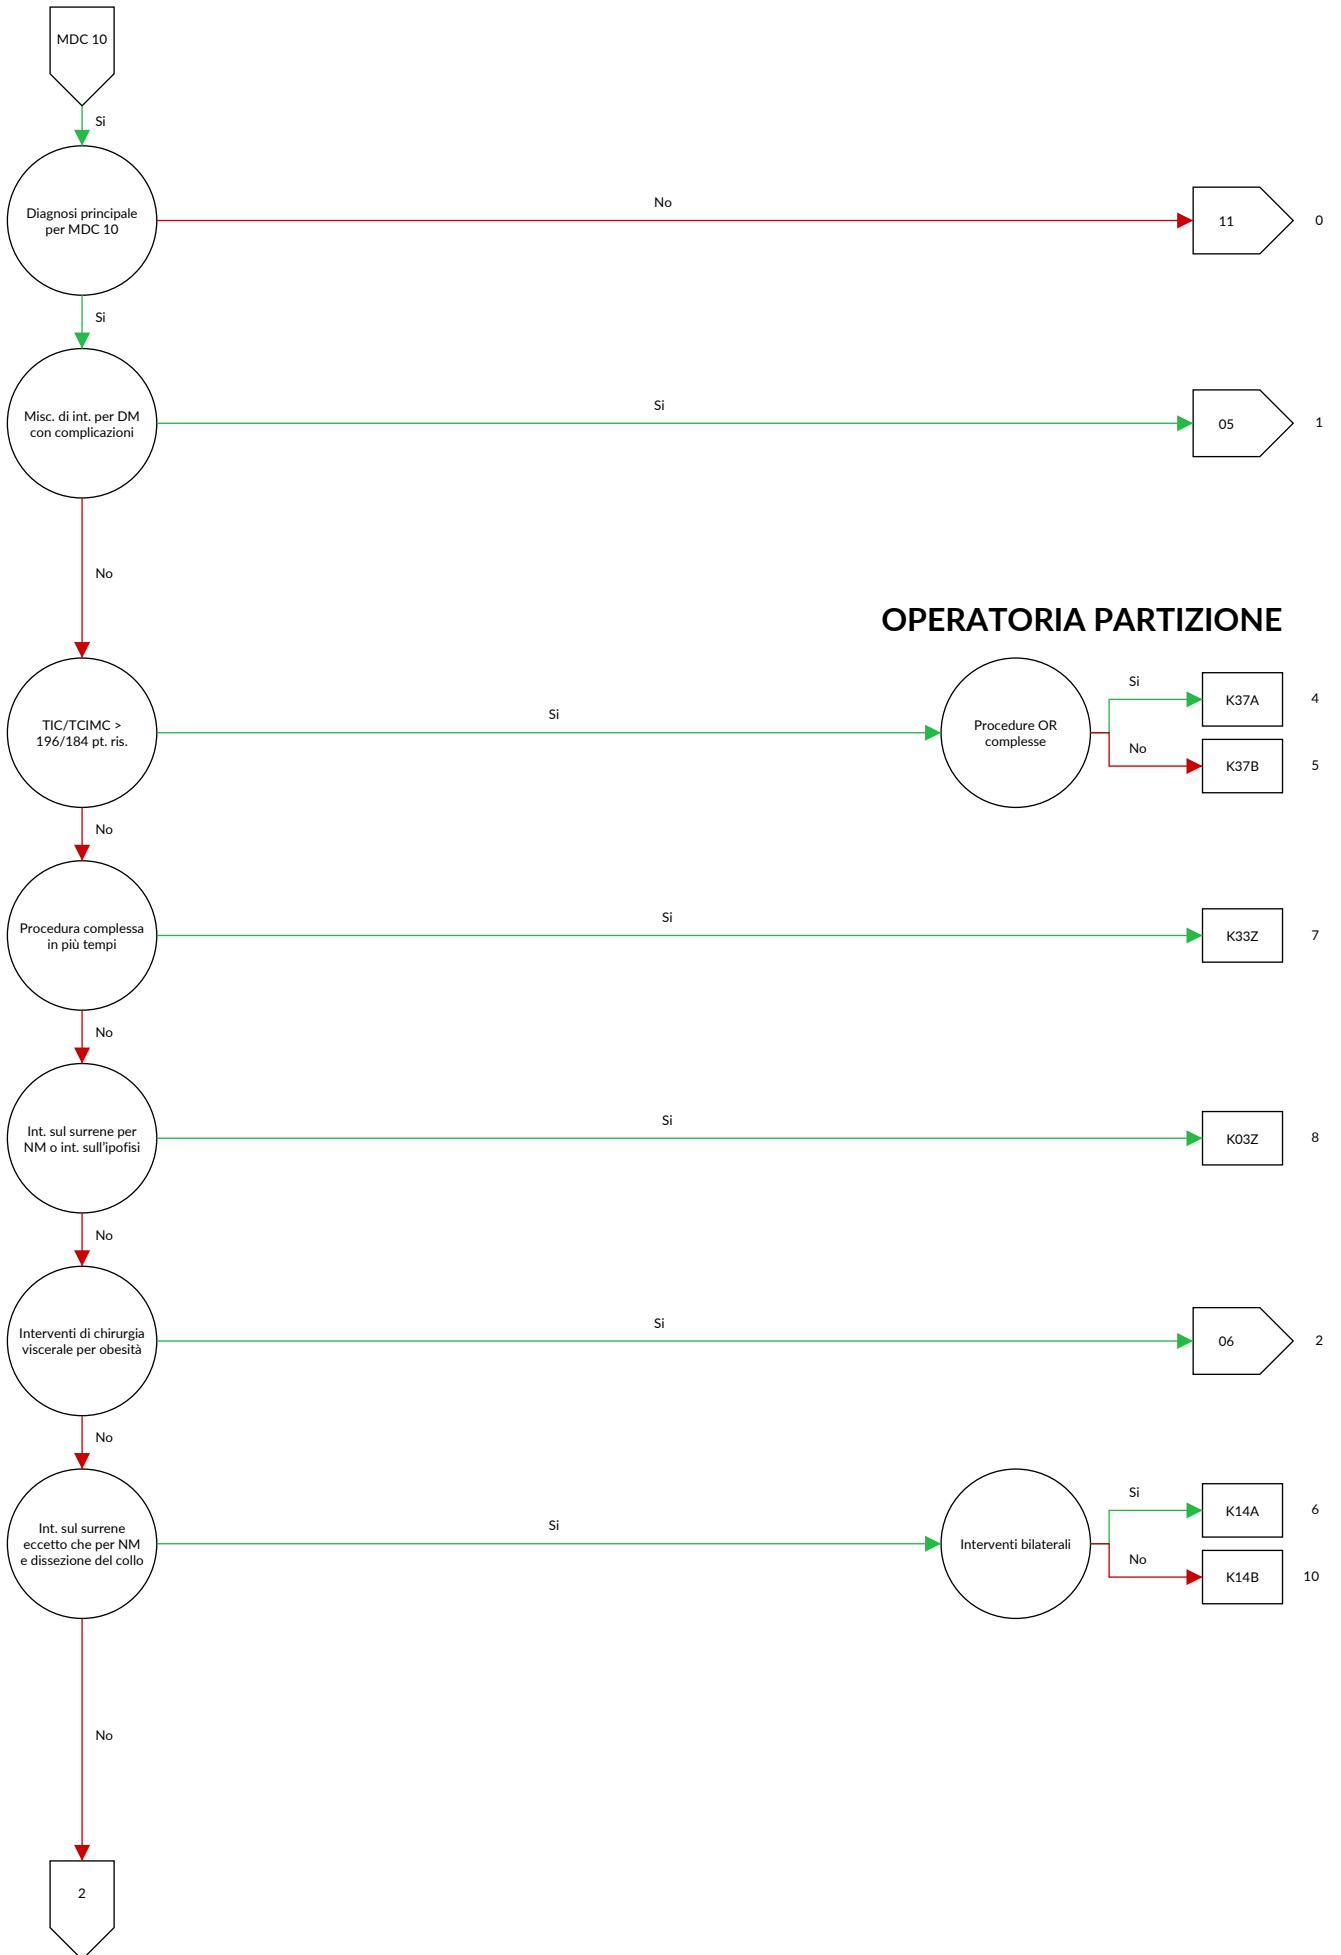 MDC 10
Si
Diagnosi principale
per MDC 10
No
11
0
Si
Misc. di int. per DM
con complicazioni
Si
05
1
No
OPERATORIA PARTIZIONE
TIC/TCIMC >
196/184 pt. ris.
Si
Procedure OR
complesse
Si
K37A
4
No
K37B
5
No
Procedura complessa
in più tempi
Si
K33Z
7
No
Int. sul surrene per
NM o int. sull'ipofisi
Si
K03Z
8
No
Interventi di chirurgia
viscerale per obesità
Si
06
2
No
Int. sul surrene
eccetto che per NM
e dissezione del collo
Si
Interventi bilaterali
Si
K14A
6
No
K14B
10
No
2